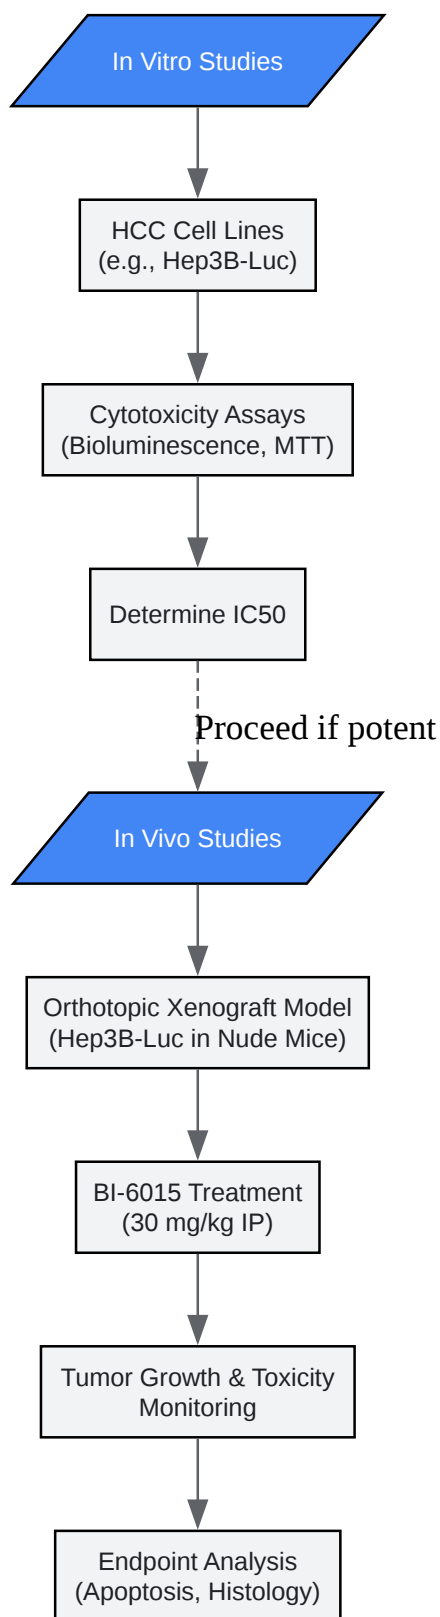 In Vitro Studies
HCC Cell Lines
(e.g., Hep3B-Luc)
Cytotoxicity Assays
(Bioluminescence, MTT)
Determine IC50
Proceed if potent
In Vivo Studies
Orthotopic Xenograft Model
(Hep3B-Luc in Nude Mice)
BI-6015 Treatment
(30 mg/kg IP)
Tumor Growth & Toxicity
Monitoring
Endpoint Analysis
(Apoptosis, Histology)